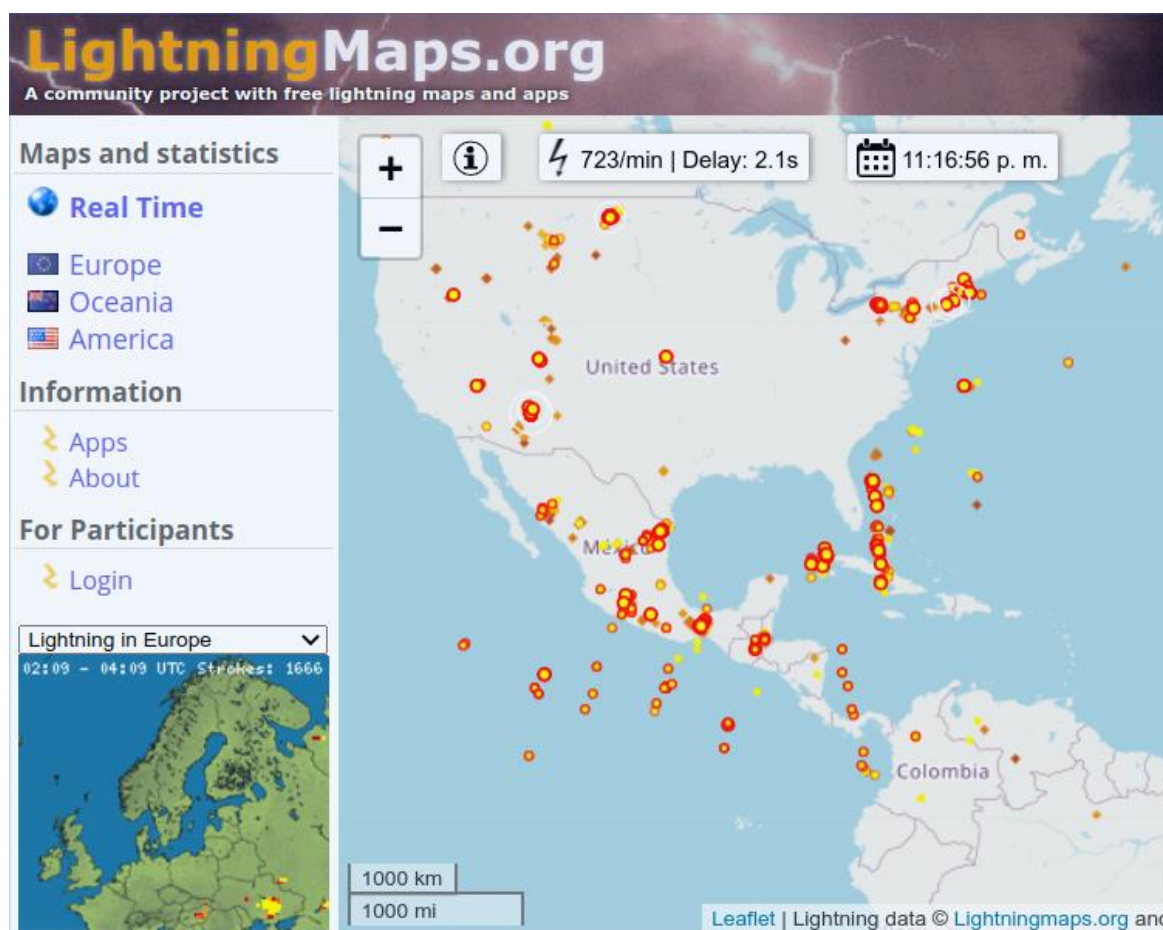 LightningMaps.org
A community project with free lightning maps and apps
Maps and statistics
Real Time
Europe
Oceania
America
Information
Apps
About
For Participants
Login
Lightning in Europe
02:09 - 04:09 UTC Strokes: 1666
+
−
723/min | Delay: 2.1s
11:16:56 p. m.
United States
México
Colombia
1000 km
1000 mi
Leaflet | Lightning data © Lightningmaps.org and